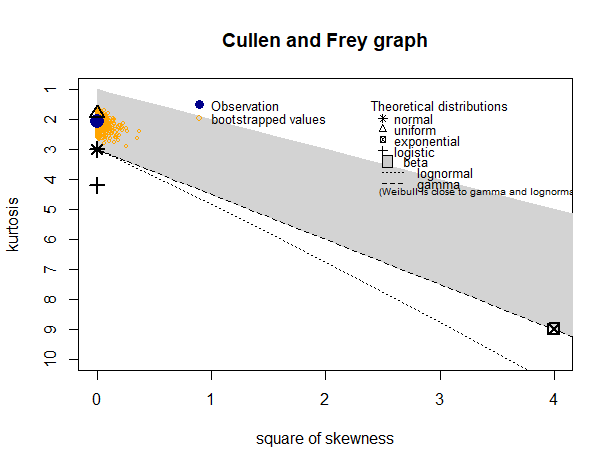 Cullen and Frey graph
Observation
bootstrapped values
Theoretical distributions
normal
uniform
exponential
logistic
beta
lognormal
gamma
(Weibull is close to gamma and lognorma
kurtosis
1
2
3
4
5
6
7
8
9
10
0
1
2
3
4
square of skewness